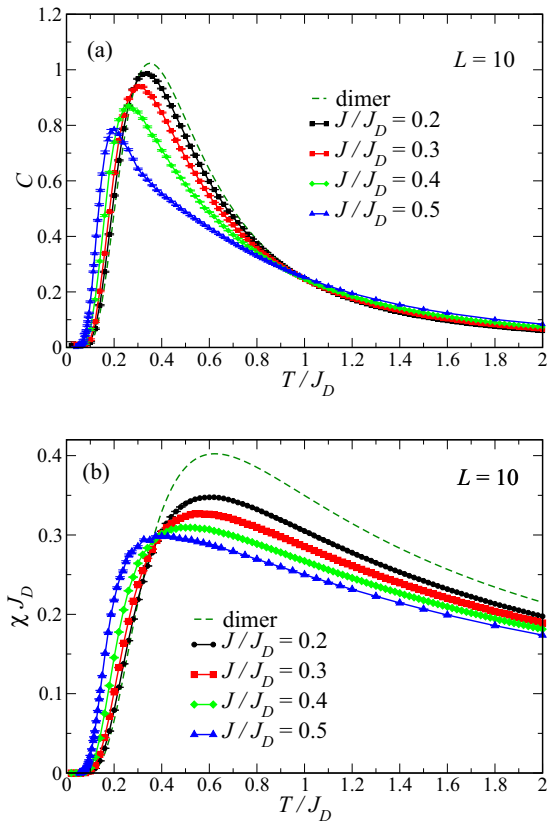 (a)
L = 10
dimer
J/J_D = 0.2
J/J_D = 0.3
J/J_D = 0.4
J/J_D = 0.5
C
1.2
1
0.8
0.6
0.4
0.2
0
0 0.2 0.4 0.6 0.8 1 1.2 1.4 1.6 1.8 2
T/J_D
(b)
L = 10
χ J_D
0.4
0.3
0.2
0.1
0
dimer
J/J_D = 0.2
J/J_D = 0.3
J/J_D = 0.4
J/J_D = 0.5
0 0.2 0.4 0.6 0.8 1 1.2 1.4 1.6 1.8 2
T/J_D